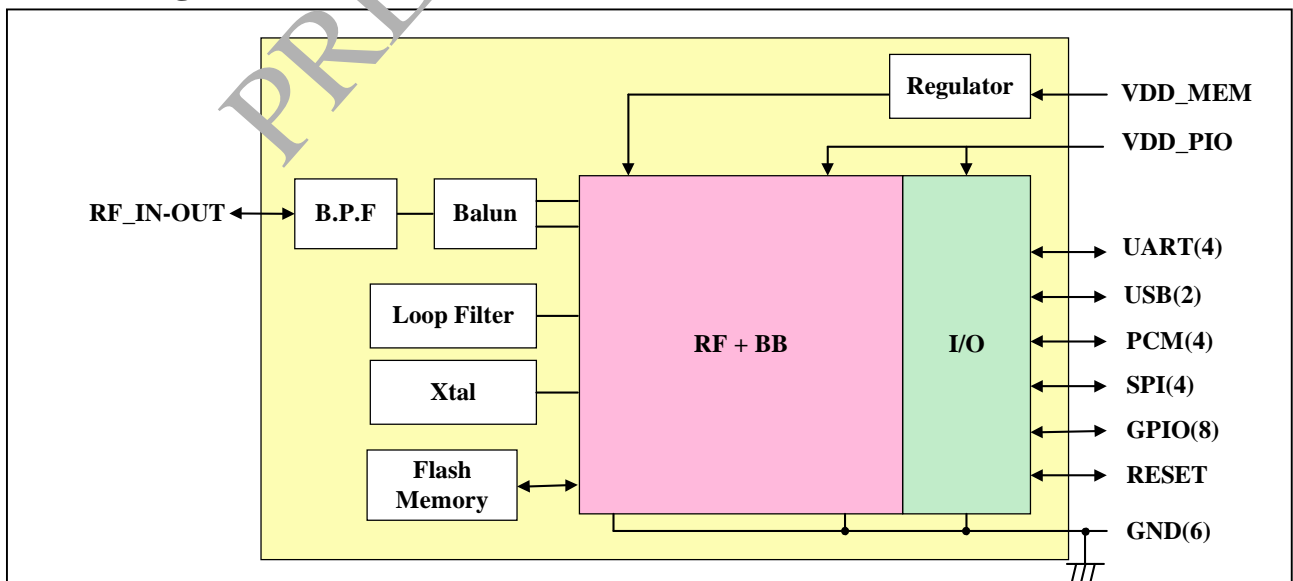 PRE
Regulator
VDD_MEM
VDD_PIO
RF_IN-OUT
B.P.F
Balun
UART(4)
Loop Filter
USB(2)
RF + BB
I/O
PCM(4)
Xtal
SPI(4)
GPIO(8)
Flash
Memory
RESET
GND(6)